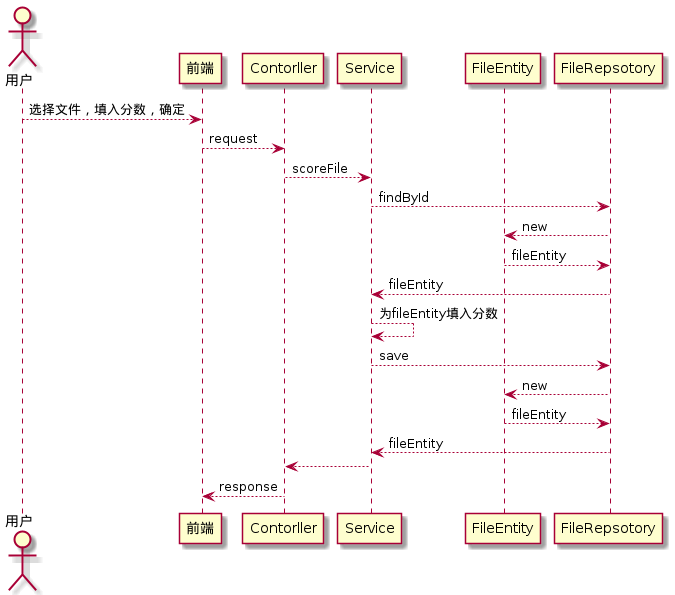 用户
前端
Contorller
Service
FileEntity
FileRepsotory
选择文件，填入分数，确定
request
scoreFile
findById
new
fileEntity
fileEntity
为fileEntity填入分数
save
new
fileEntity
fileEntity
response
用户
前端
Contorller
Service
FileEntity
FileRepsotory